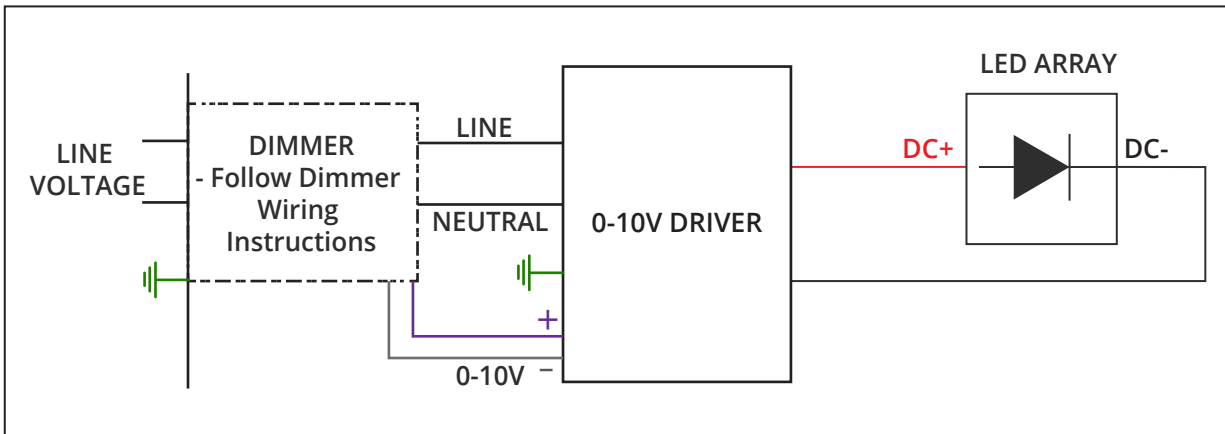 LINE
VOLTAGE
DIMMER
- Follow Dimmer
Wiring
Instructions
LINE
NEUTRAL
+
0-10V –
0-10V DRIVER
LED ARRAY
DC+
DC-